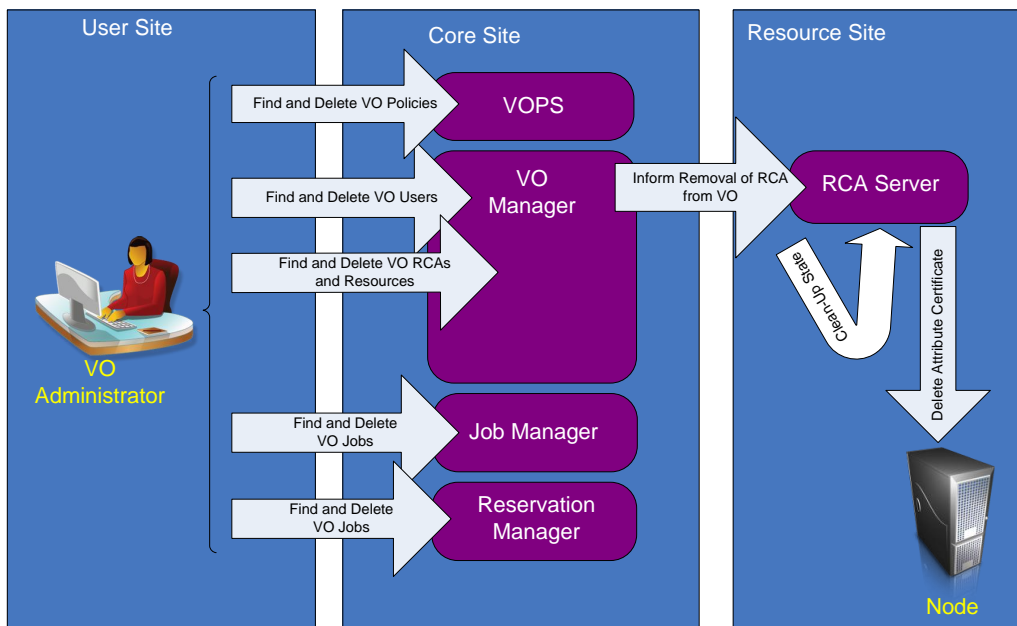 User Site
Core Site
Resource Site
Find and Delete VO Policies
VOPS
Find and Delete VO Users
VO
Manager
Inform Removal of RCA
from VO
RCA Server
Find and Delete VO RCAs
and Resources
Clean-Up State
Delete Attribute Certificate
VO
Administrator
Find and Delete
VO Jobs
Job Manager
Find and Delete
VO Jobs
Reservation
Manager
Node